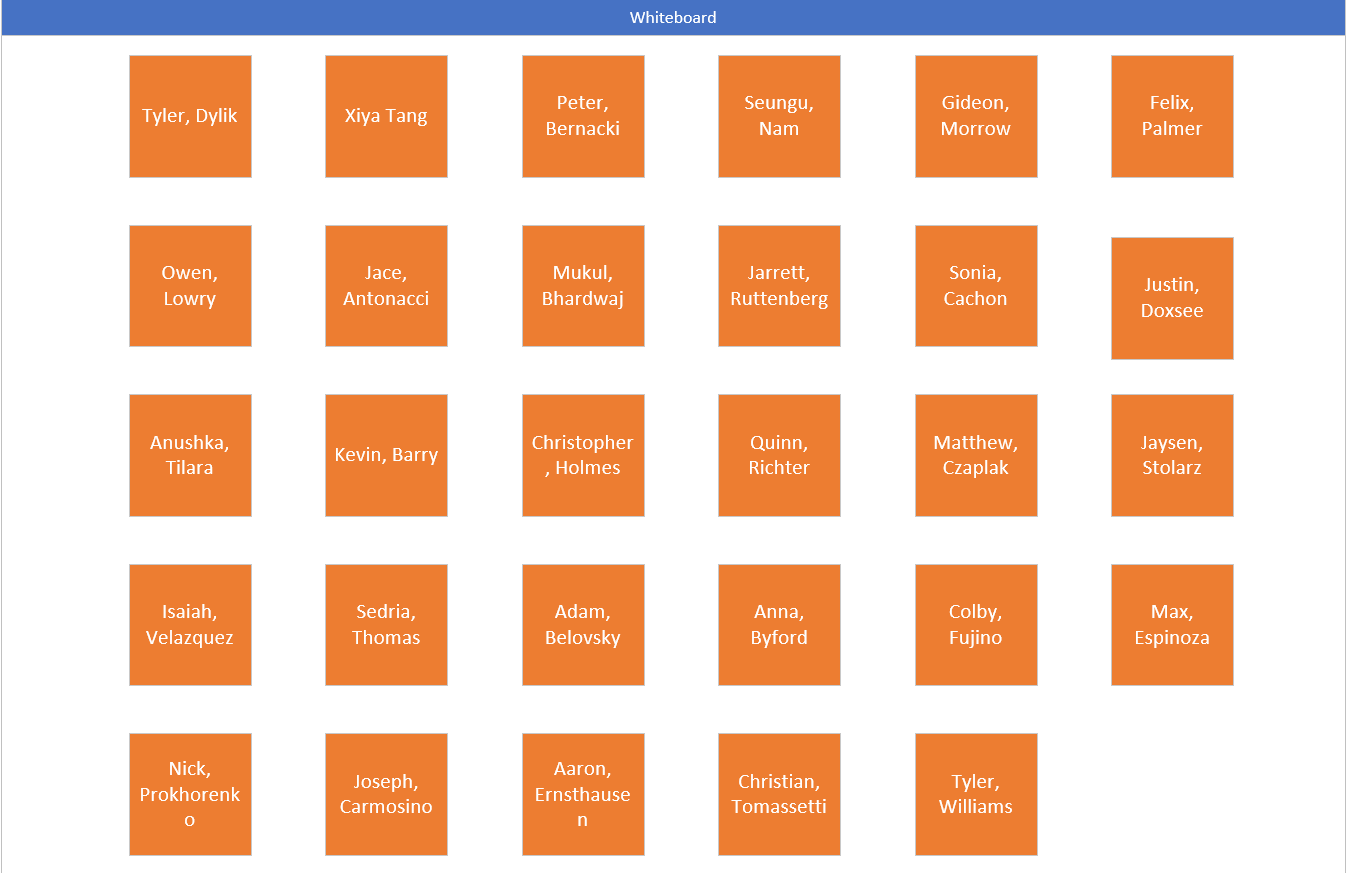 Whiteboard
Tyler, Dylik
Xiya Tang
Peter,
Bernacki
Seungu,
Nam
Gideon,
Morrow
Felix,
Palmer
Owen,
Lowry
Jace,
Antonacci
Mukul,
Bhardwaj
Jarrett,
Ruttenberg
Sonia,
Cachon
Justin,
Doxsee
Anushka,
Tilara
Kevin, Barry
Christopher
, Holmes
Quinn,
Richter
Matthew,
Czaplak
Jaysen,
Stolarz
Isaiah,
Velazquez
Sedria,
Thomas
Adam,
Belovsky
Anna,
Byford
Colby,
Fujino
Max,
Espinoza
Nick,
Prokhorenk
o
Joseph,
Carmosino
Aaron,
Ernsthause
n
Christian,
Tomassetti
Tyler,
Williams